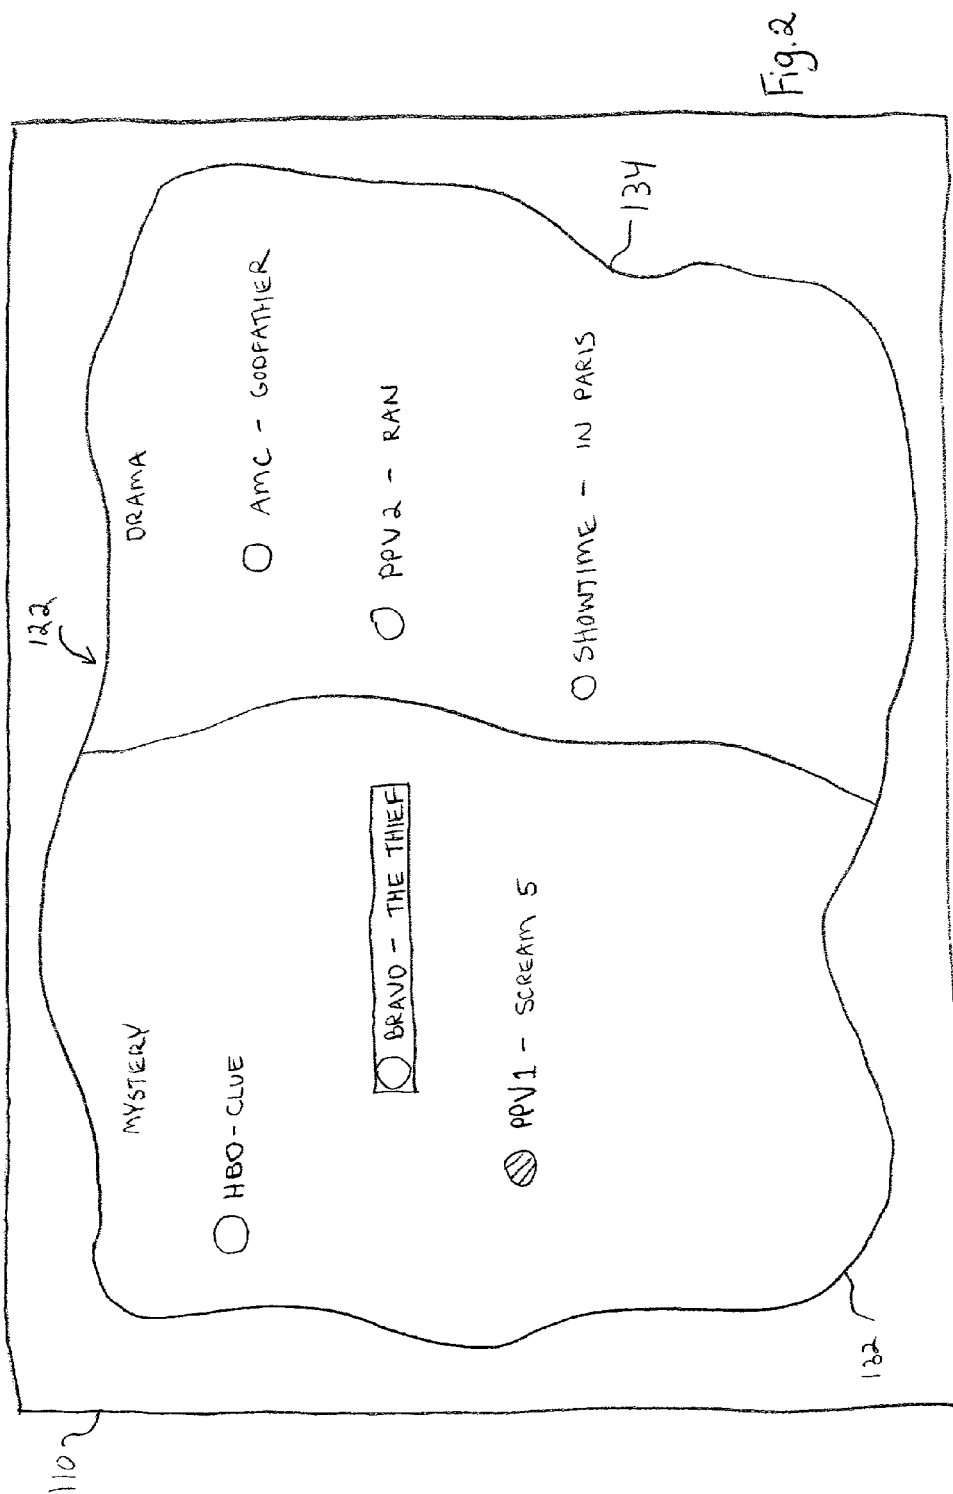 110
122
MYSTERY
DRAMA
HBO-CLUE
AMC - GODFATHER
BRAVO - THE THIEF
PPV2 - RAN
PPV1 - SCREAM 5
SHOWTIME - IN PARIS
134
132
Fig.2